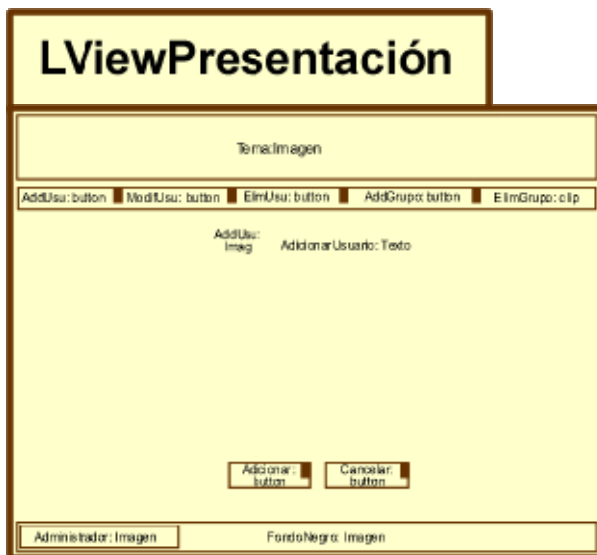 LViewPresentación
Tema:Imagen
AddUsu: button ModifUsu: button ElimUsu: button AddGrupo: button ElimGrupo: clip
AddUsu:
Imag
AdicionarUsuario: Texto
Adicionar:
button
Cancelar:
button
Administrador: Imagen
FondoNegro: Imagen